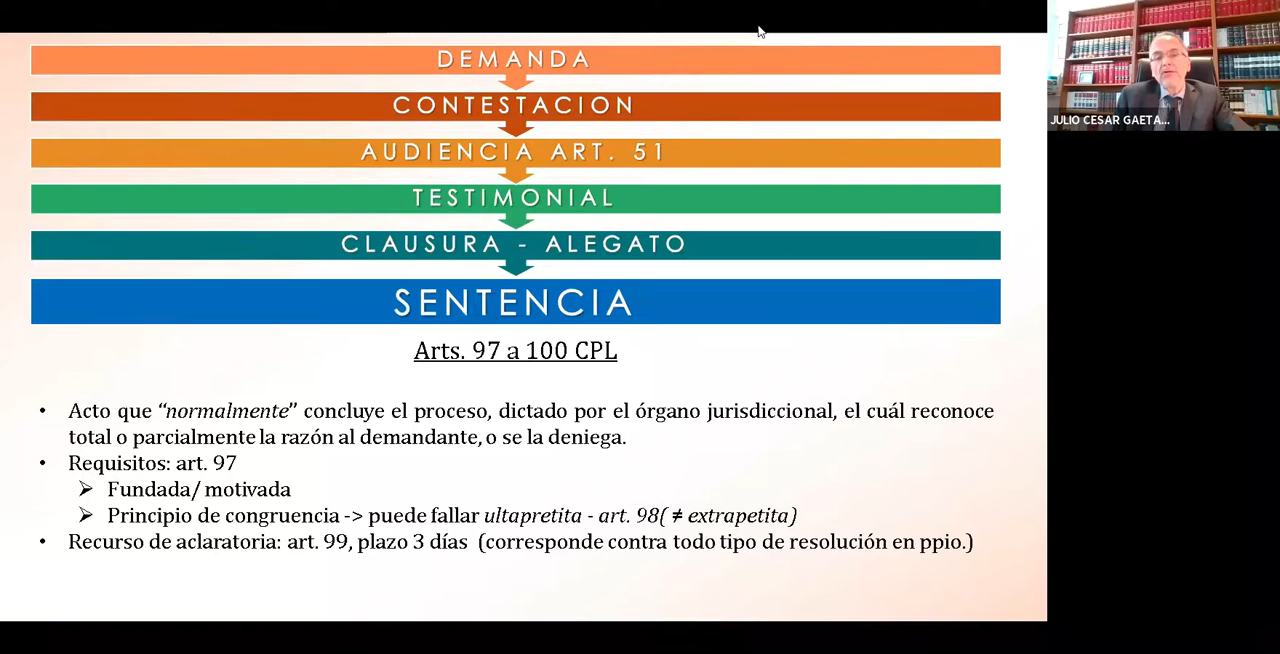 DEMANDA
CONTESTACION
AUDIENCIA ART. 51
TESTIMONIAL
CLAUSURA - ALEGATO
SENTENCIA
Arts. 97 a 100 CPL
• Acto que “normalmente” concluye el proceso, dictado por el órgano jurisdiccional, el cuál reconoce
total o parcialmente la razón al demandante, o se la deniega.
• Requisitos: art. 97
➢ Fundada/ motivada
➢ Principio de congruencia -> puede fallar ultapretita - art. 98( ≠ extrapetita)
• Recurso de aclaratoria: art. 99, plazo 3 días (corresponde contra todo tipo de resolución en ppio.)
JULIO CESAR GAETA...